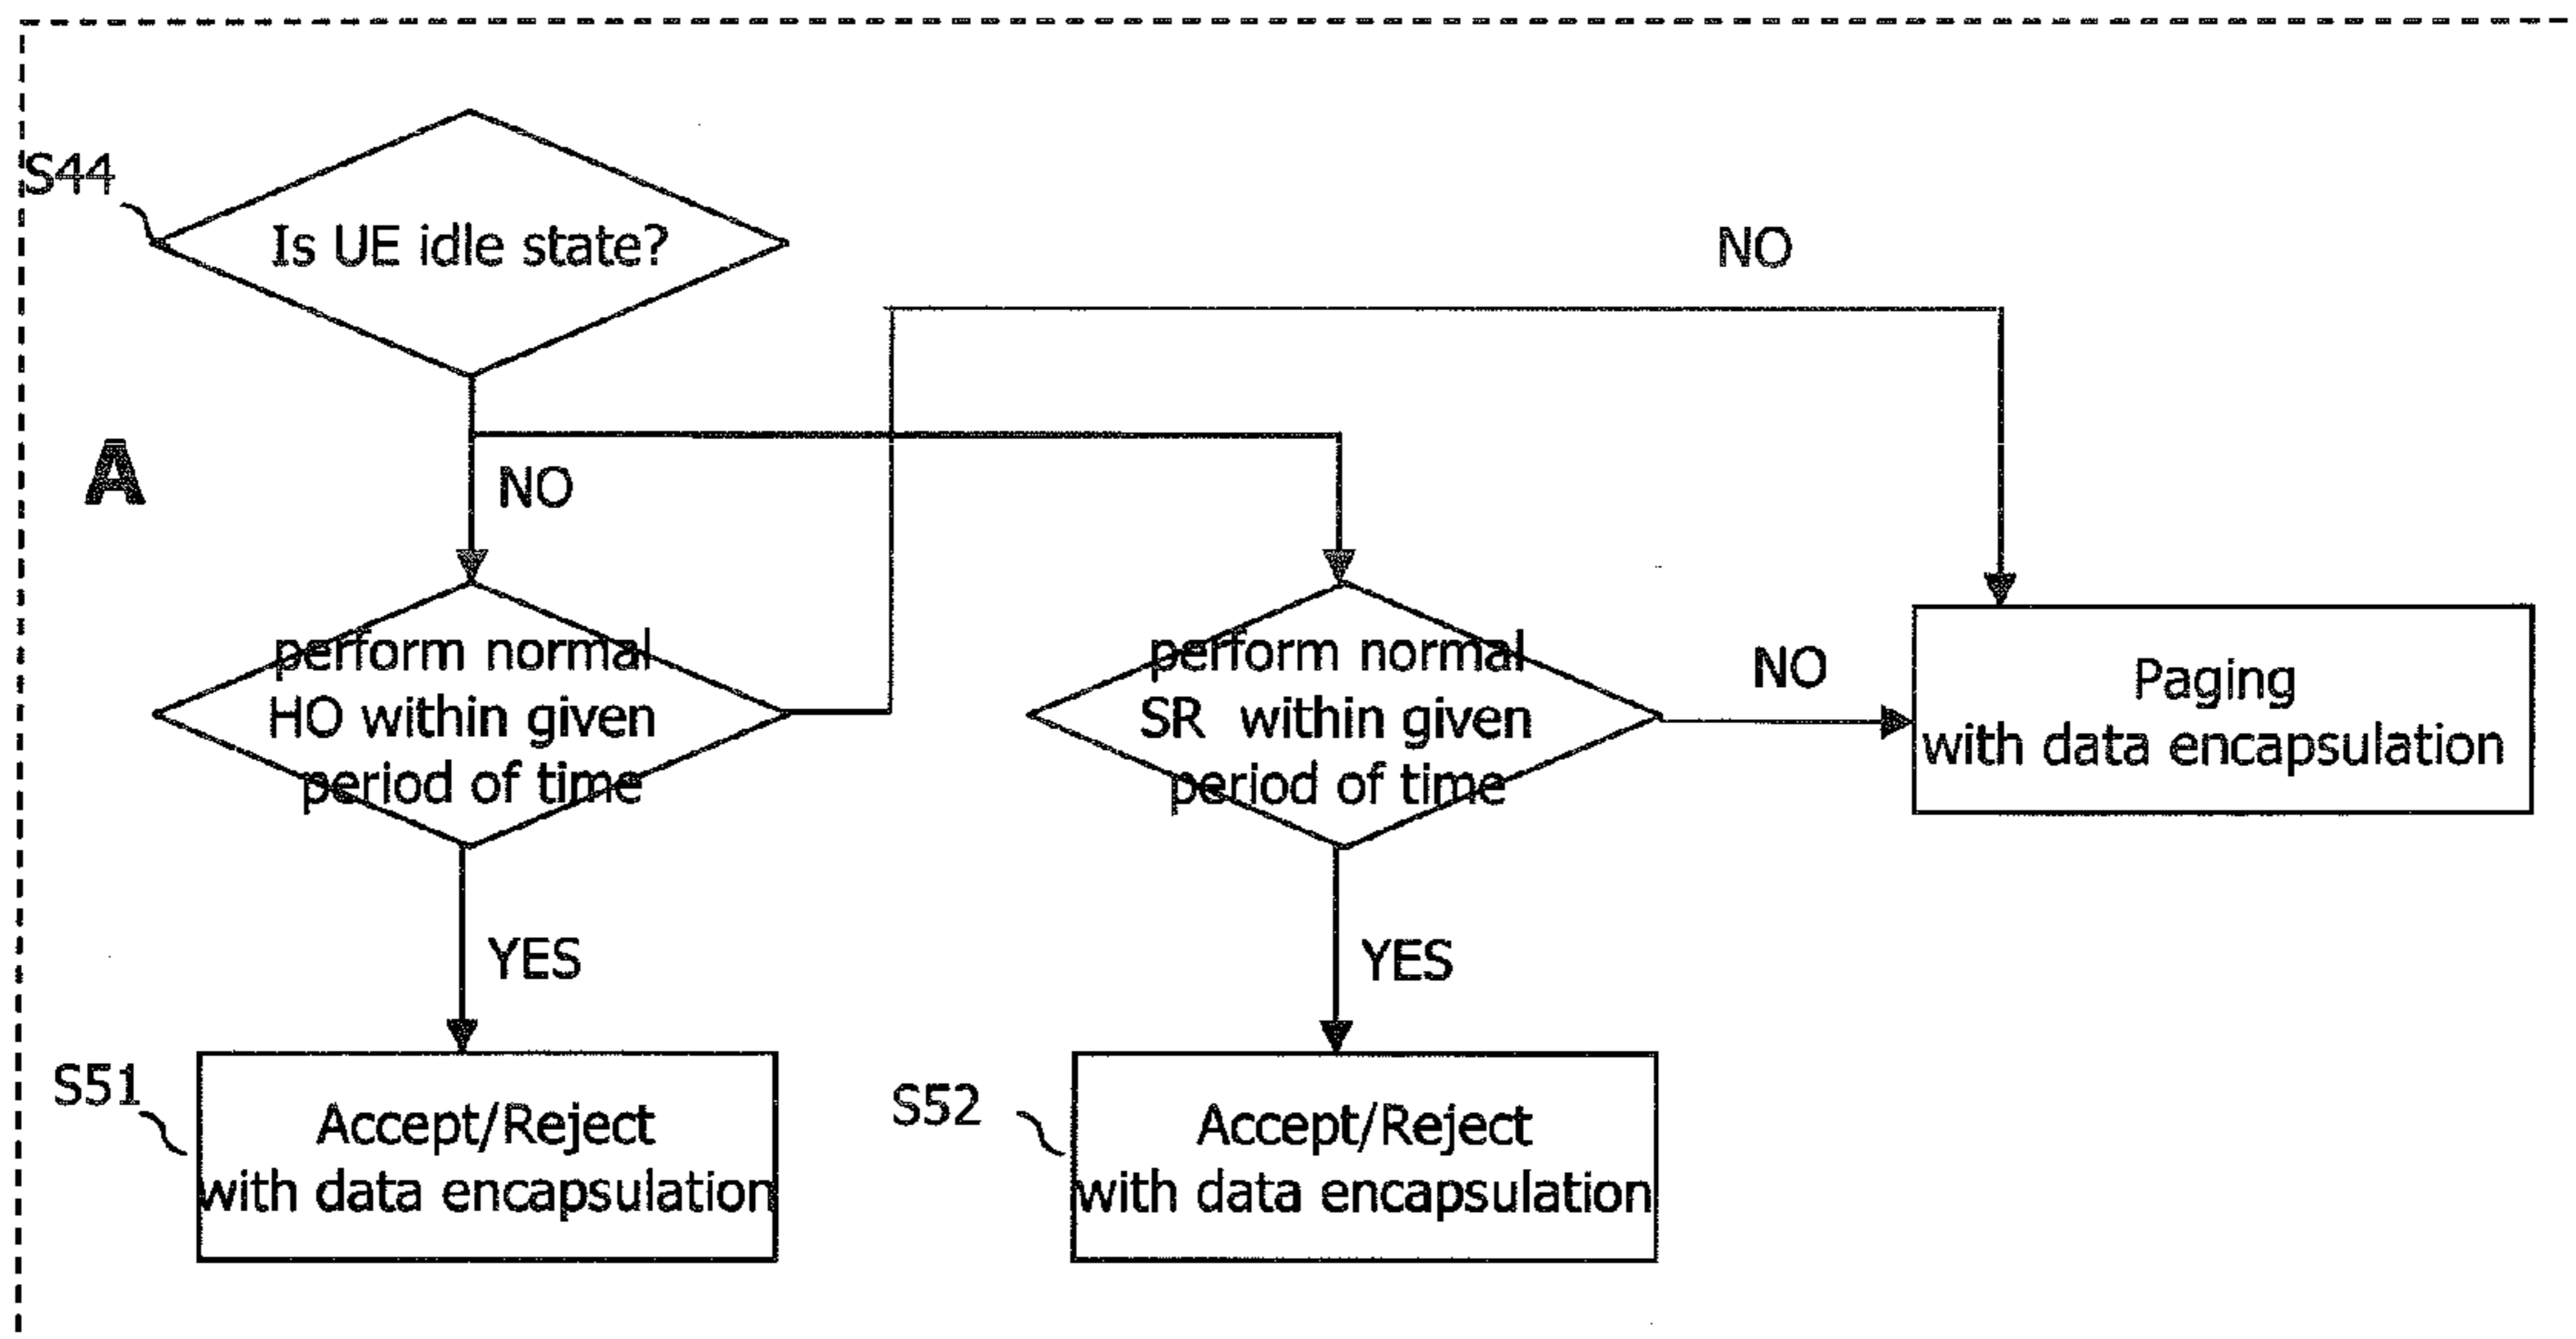 S44
Is UE idle state?
NO
A
NO
perform normal
HO within given
period of time
perform normal
SR within given
period of time
NO
Paging
with data encapsulation
YES
YES
S51
Accept/Reject
with data encapsulation
S52
Accept/Reject
with data encapsulation